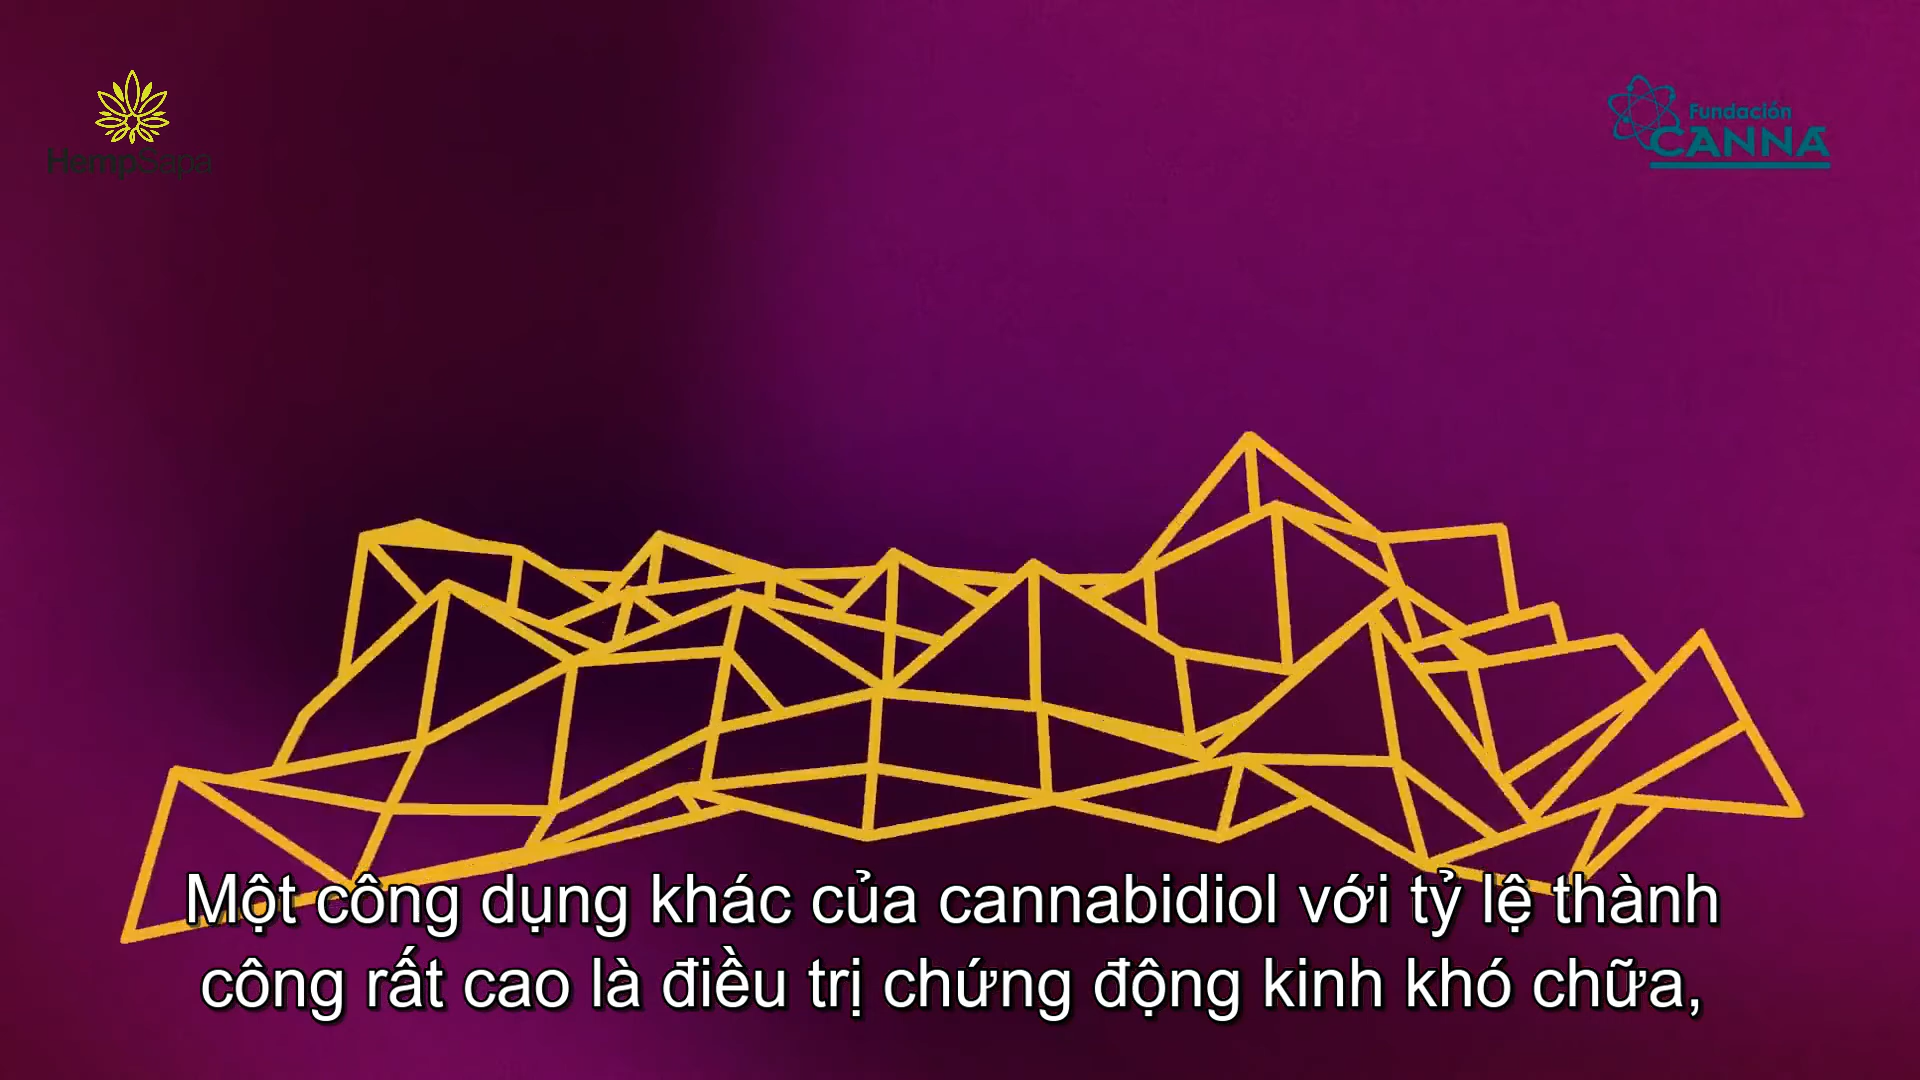 HempSapa
Fundación
CANNA
Một công dụng khác của cannabidiol với tỷ lệ thành
công rất cao là điều trị chứng động kinh khó chữa,